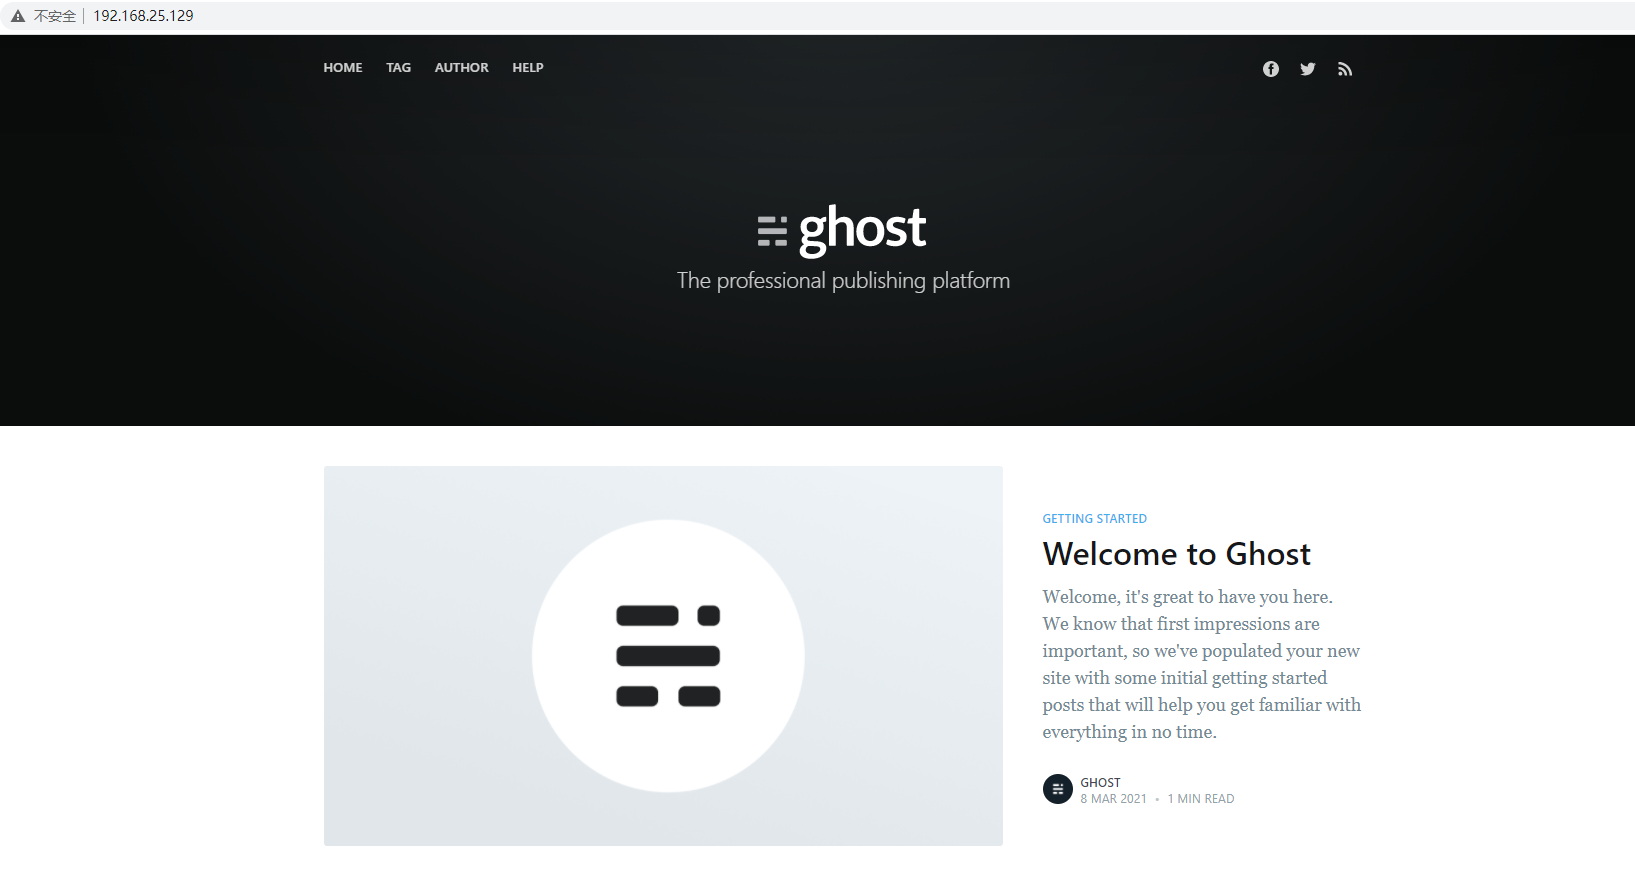 不安全 192.168.25.129
HOME TAG AUTHOR HELP
ghost
The professional publishing platform
GETTING STARTED
Welcome to Ghost
Welcome, it's great to have you here.
We know that first impressions are
important, so we've populated your new
site with some initial getting started
posts that will help you get familiar with
everything in no time.
GHOST
8 MAR 2021 • 1 MIN READ